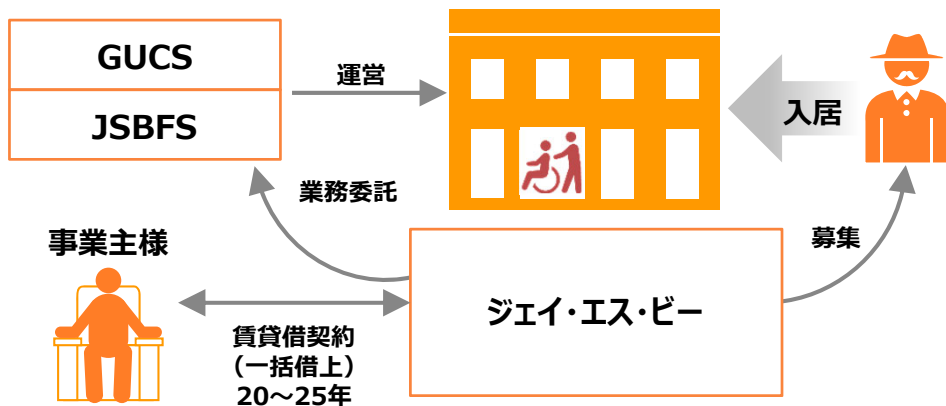 GUCS
JSBFS
運営
入居
業務委託
募集
事業主様
ジェイ・エス・ビー
賃貸借契約
（一括借上）
20～25年